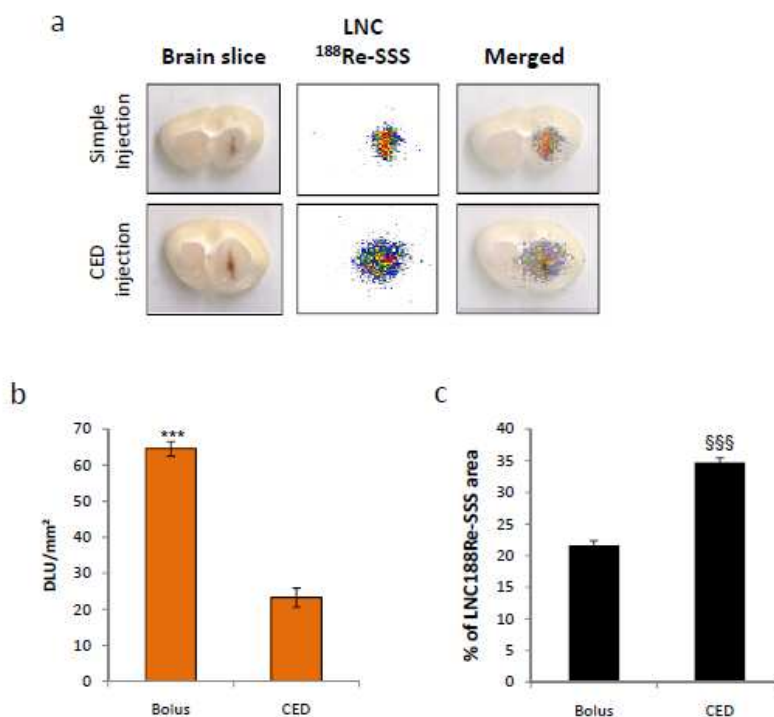 a
LNC
Brain slice ¹⁸⁸Re-SSS Merged
Simple
Injection
CED
injection
b
70
60
50
40
30
20
10
0
DLU/mm²
***
Bolus CED
c
40
35
30
25
20
15
10
5
0
% of LNC188Re-SSS area
§§§
Bolus CED